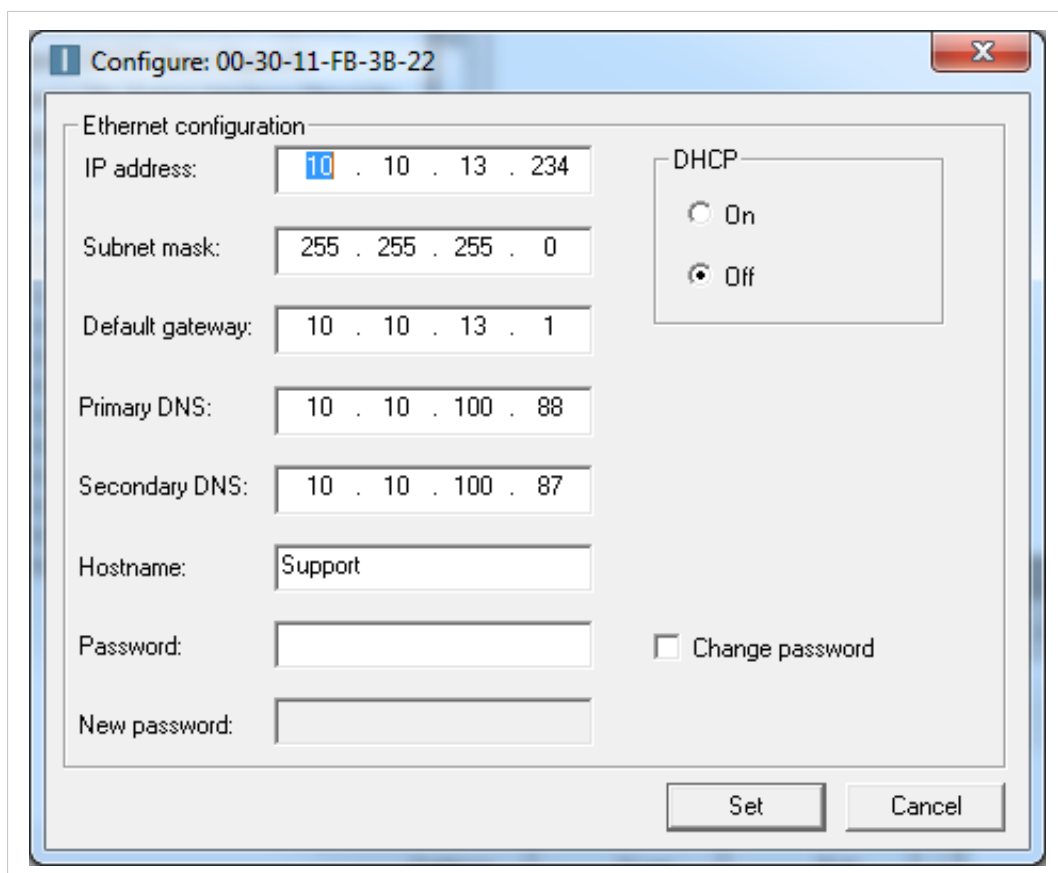 Configure: 00-30-11-FB-3B-22
Ethernet configuration
IP address: 10 . 10 . 13 . 234
DHCP
On
Subnet mask: 255 . 255 . 255 . 0
Off
Default gateway: 10 . 10 . 13 . 1
Primary DNS: 10 . 10 . 100 . 88
Secondary DNS: 10 . 10 . 100 . 87
Hostname: Support
Password:
Change password
New password:
Set
Cancel